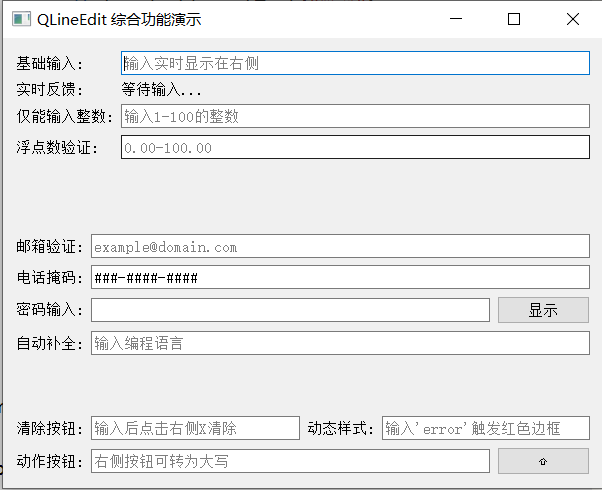 QLineEdit 综合功能演示
基础输入: 输入实时显示在右侧
实时反馈: 等待输入...
仅能输入整数: 输入1-100的整数
浮点数验证: 0.00-100.00
邮箱验证: example@domain.com
电话掩码: ###-####-####
密码输入: 显示
自动补全: 输入编程语言
清除按钮: 输入后点击右侧X清除 动态样式: 输入'error'触发红色边框
动作按钮: 右侧按钮可转为大写